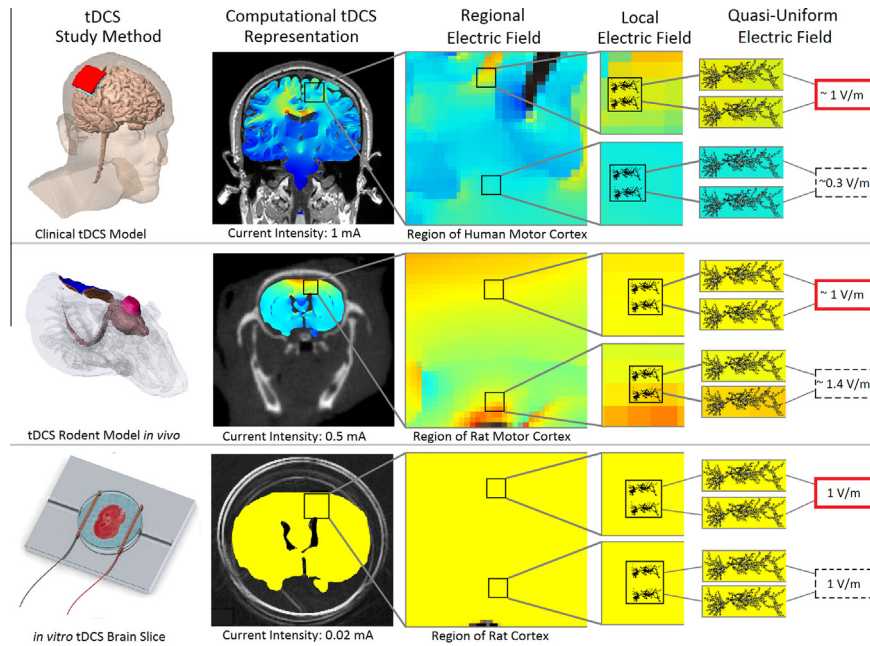 tDCS
Study Method
Computational tDCS
Representation
Regional
Electric Field
Local
Electric Field
Quasi-Uniform
Electric Field
~ 1 V/m
~0.3 V/m
Clinical tDCS Model
Current Intensity: 1 mA
Region of Human Motor Cortex
~ 1 V/m
~ 1.4 V/m
tDCS Rodent Model in vivo
Current Intensity: 0.5 mA
Region of Rat Motor Cortex
1 V/m
1 V/m
in vitro tDCS Brain Slice
Current Intensity: 0.02 mA
Region of Rat Cortex